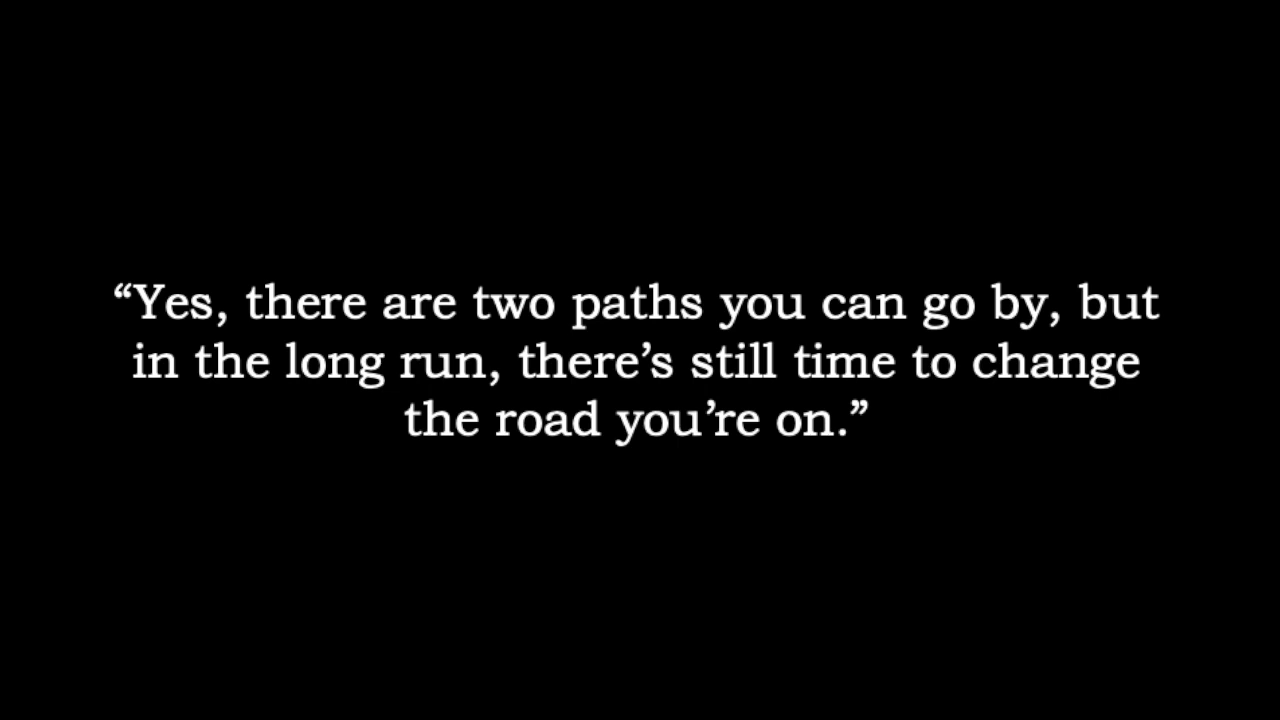 “Yes, there are two paths you can go by, but
in the long run, there’s still time to change
the road you’re on.”